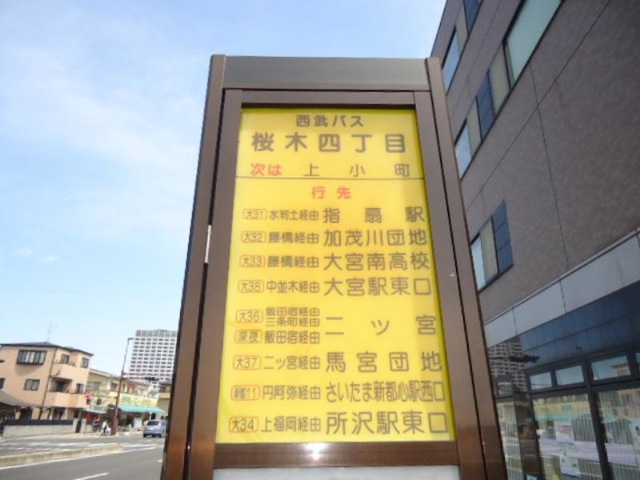 西武バス
桜木四丁目
次は 上小町
行先
大31 水判土経由 指扇駅
大32 藤橋経由 加茂川団地
大33 藤橋経由 大宮南高校
大38 中並木経由 大宮駅東口
大36 飯田宿経由 三条町経由 二ツ宮
深夜 飯田宿経由
大37 二ツ宮経由 馬宮団地
新都11 円阿弥経由 さいたま新都心駅西口
大34 上福岡経由 所沢駅東口